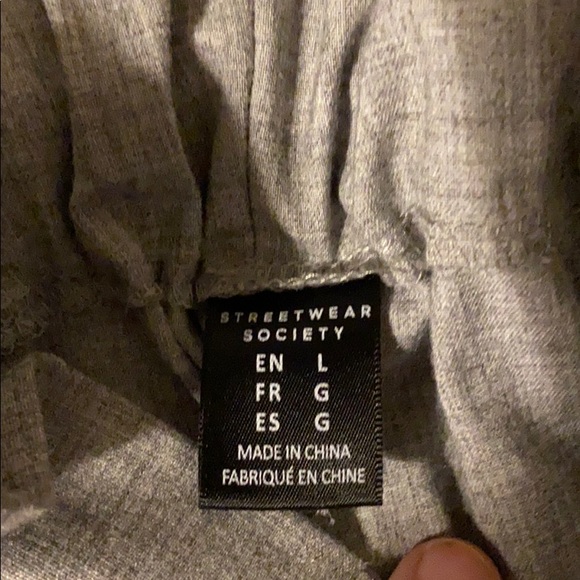 STREETWEAR
SOCIETY
EN L
FR G
ES G
MADE IN CHINA
FABRIQUÉ EN CHINE